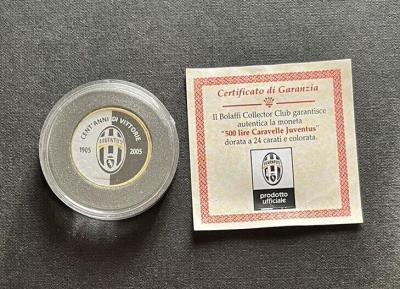 CENT'ANNI DI VITTORIE
1905 2005
JUVENTUS
Certificato di Garanzia
Il Bolaffi Collector Club garantisce
autentica la moneta
"500 lire Caravelle Juventus"
dorata a 24 carati e colorata.
JUVENTUS
prodotto
ufficiale